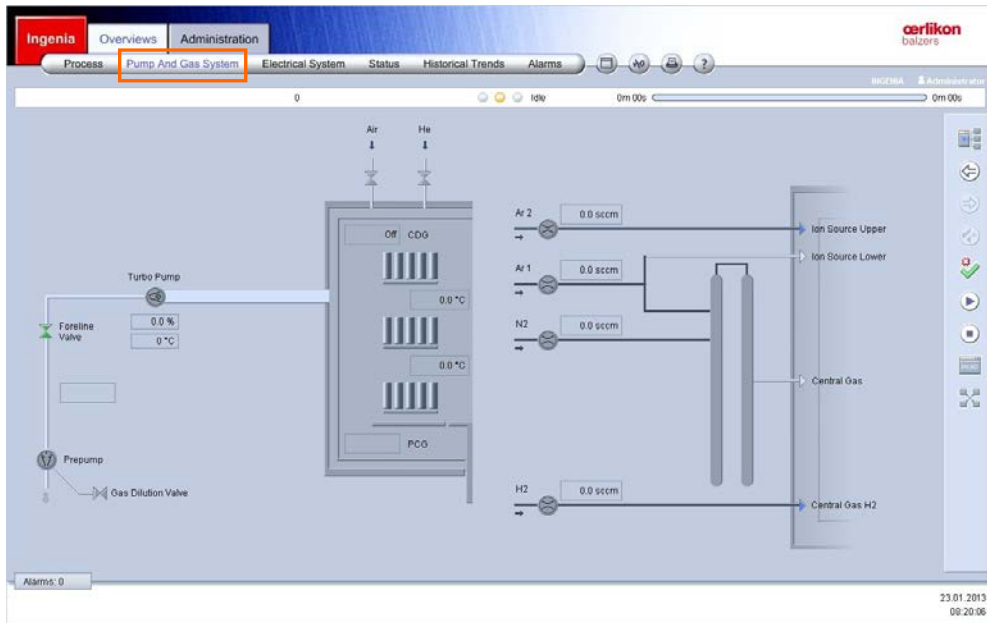 Ingenia
Overviews
Administration
œrlikon
balzers
Process
Pump And Gas System
Electrical System
Status
Historical Trends
Alarms
?
INGENIA
Administrator
0
Idle
0m 00s
0m 00s
Air
He
Off CDG
Ar 2
0.0 sccm
Ion Source Upper
Ion Source Lower
Ar 1
0.0 sccm
Turbo Pump
0.0 °C
0.0 %
Foreline
Valve
0 °C
N2
0.0 sccm
0.0 °C
Central Gas
PCG
Prepump
Gas Dilution Valve
H2
0.0 sccm
Central Gas H2
Alarms: 0
23.01.2013
08:20:06